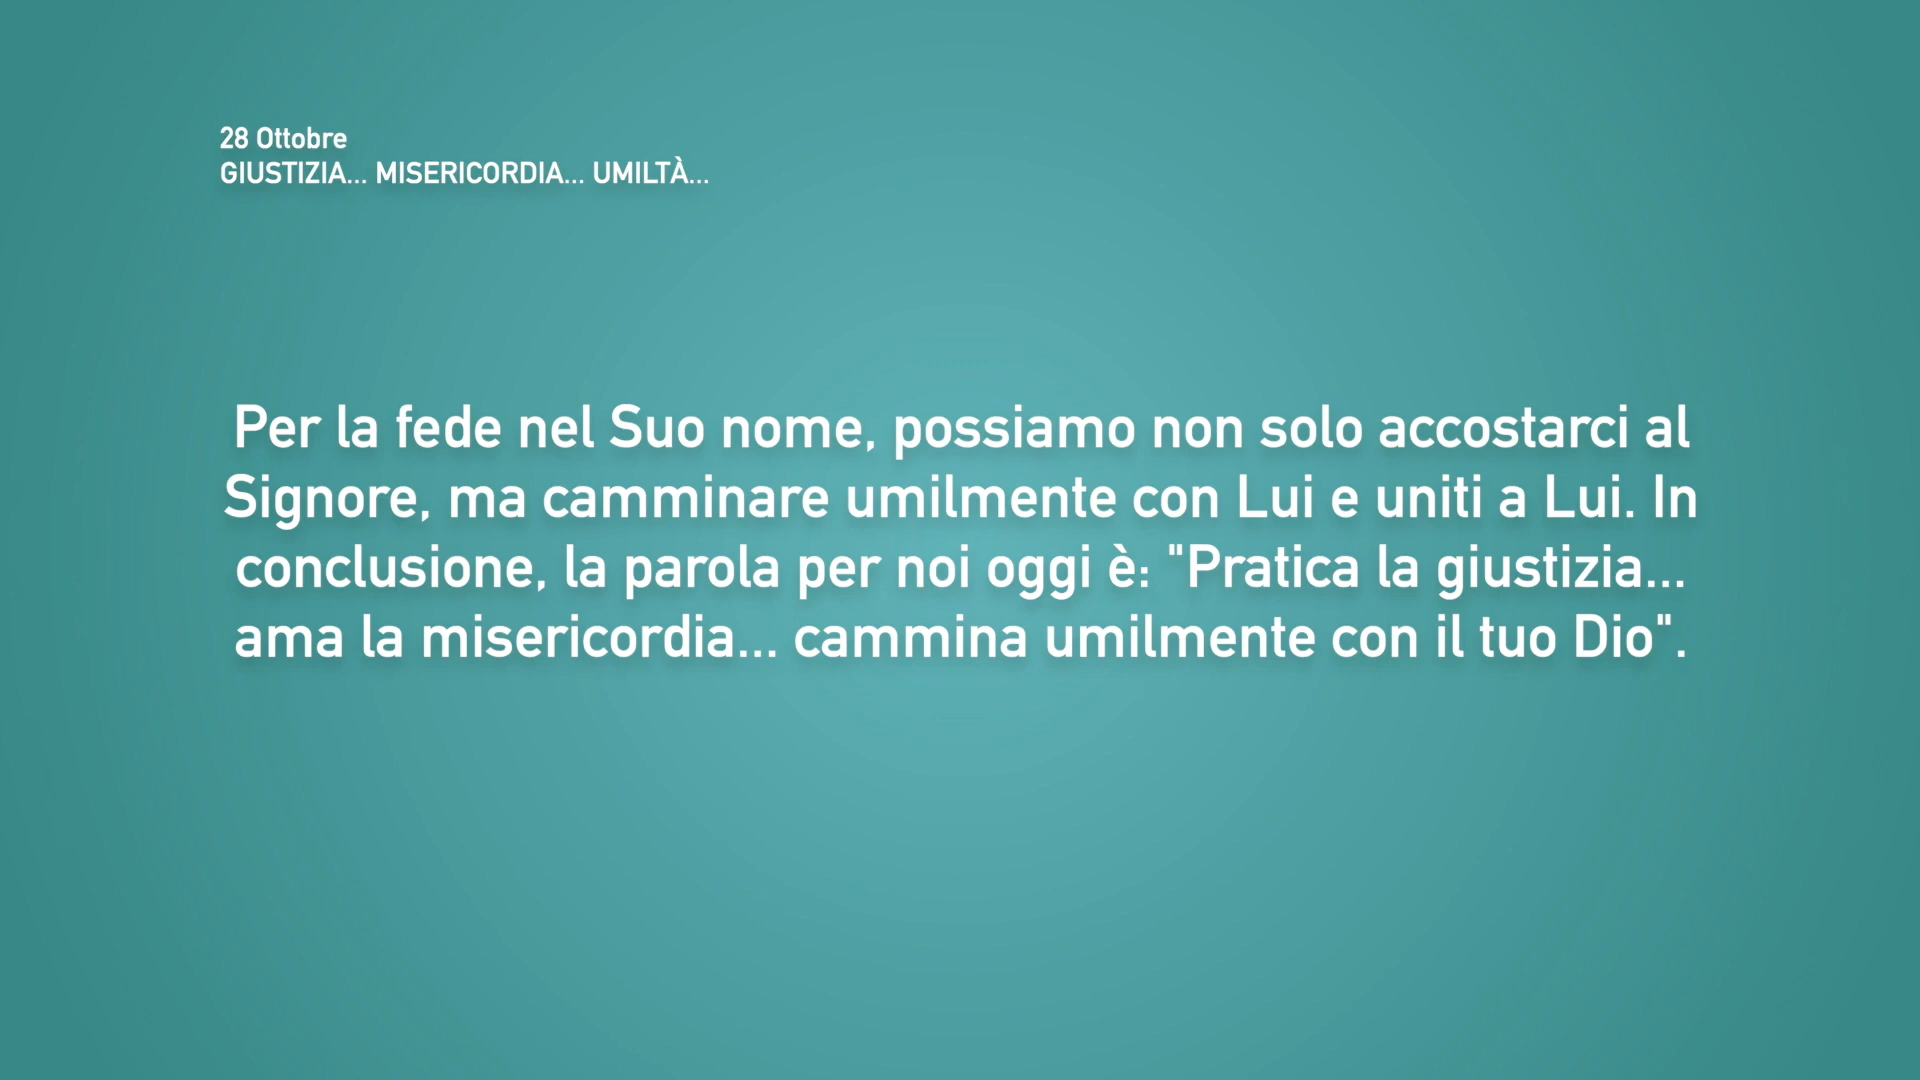 28 Ottobre
GIUSTIZIA... MISERICORDIA... UMILTÀ...
Per la fede nel Suo nome, possiamo non solo accostarci al
Signore, ma camminare umilmente con Lui e uniti a Lui. In
conclusione, la parola per noi oggi è: "Pratica la giustizia...
ama la misericordia... cammina umilmente con il tuo Dio".